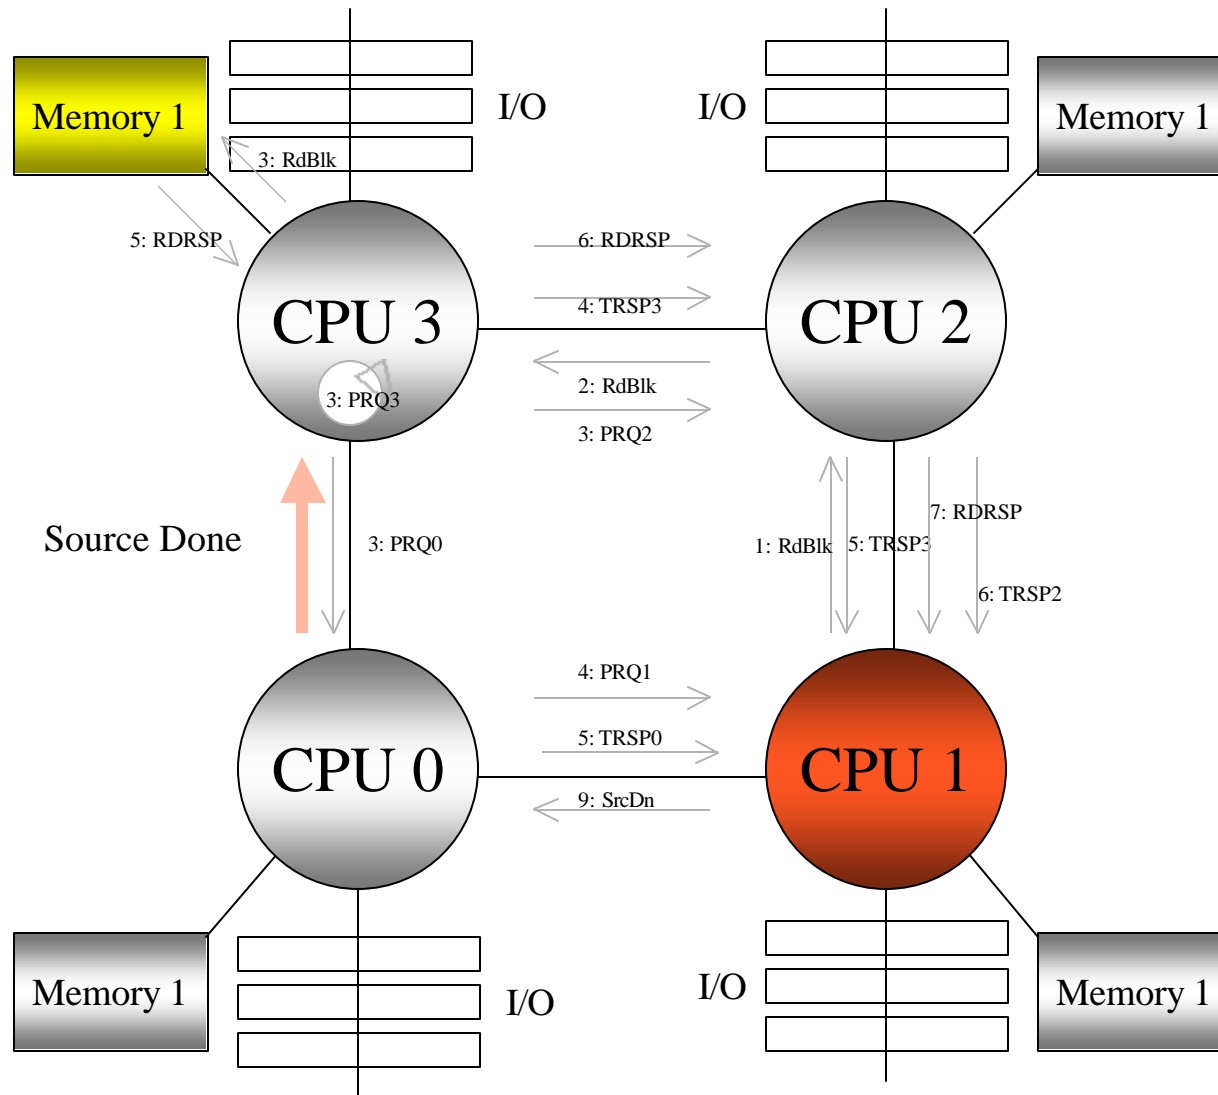 I/O
I/O
Memory 1
Memory 1
3: RdBlk
5: RDRSP
6: RDRSP
CPU 3
4: TRSP3
CPU 2
2: RdBlk
3: PRQ3
3: PRQ2
7: RDRSP
Source Done
3: PRQ0
1: RdBlk
5: TRSP3
6: TRSP2
4: PRQ1
5: TRSP0
CPU 0
CPU 1
9: SrcDn
Memory 1
I/O
I/O
Memory 1